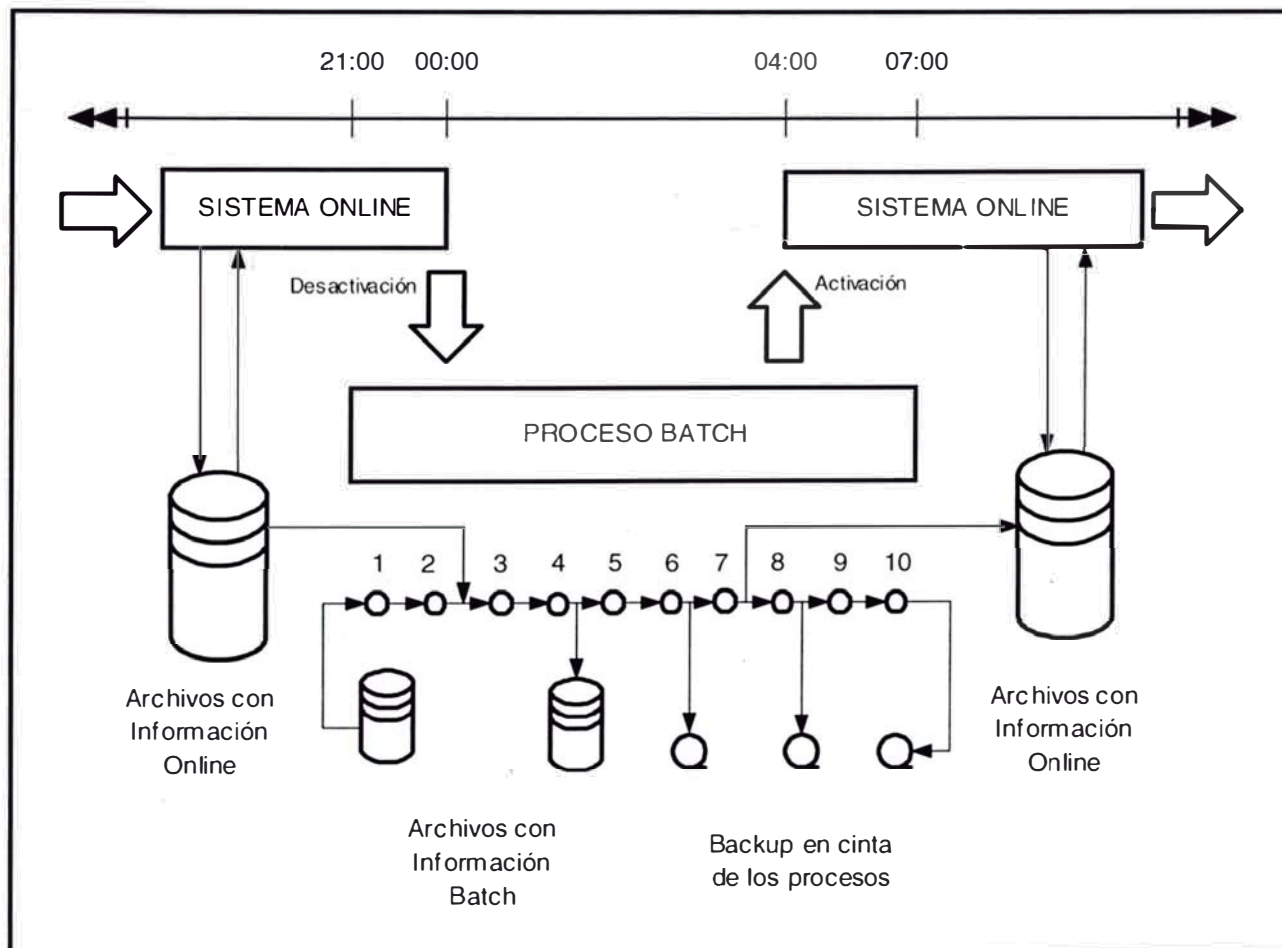 21:00 00:00 04:00 07:00
SISTEMA ONLINE
SISTEMA ONLINE
Desactivación
Activación
PROCESO BATCH
1 2 3 4 5 6 7 8 9 10
Archivos con
Información
Online
Archivos con
Información
Online
Archivos con
Información
Batch
Backup en cinta
de los procesos